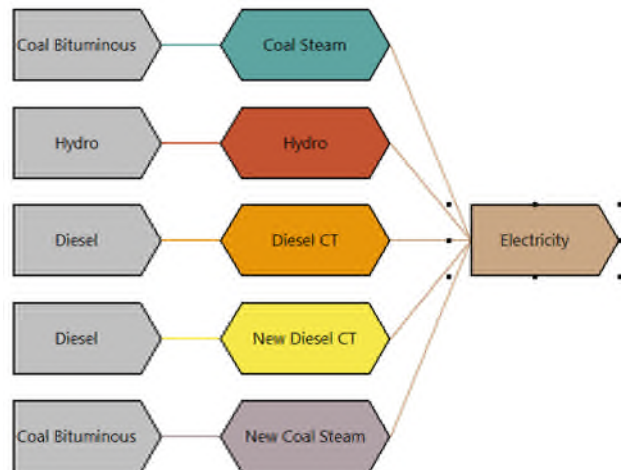 Coal Bituminous
Coal Steam
Hydro
Hydro
Diesel
Diesel CT
Electricity
Diesel
New Diesel CT
Coal Bituminous
New Coal Steam